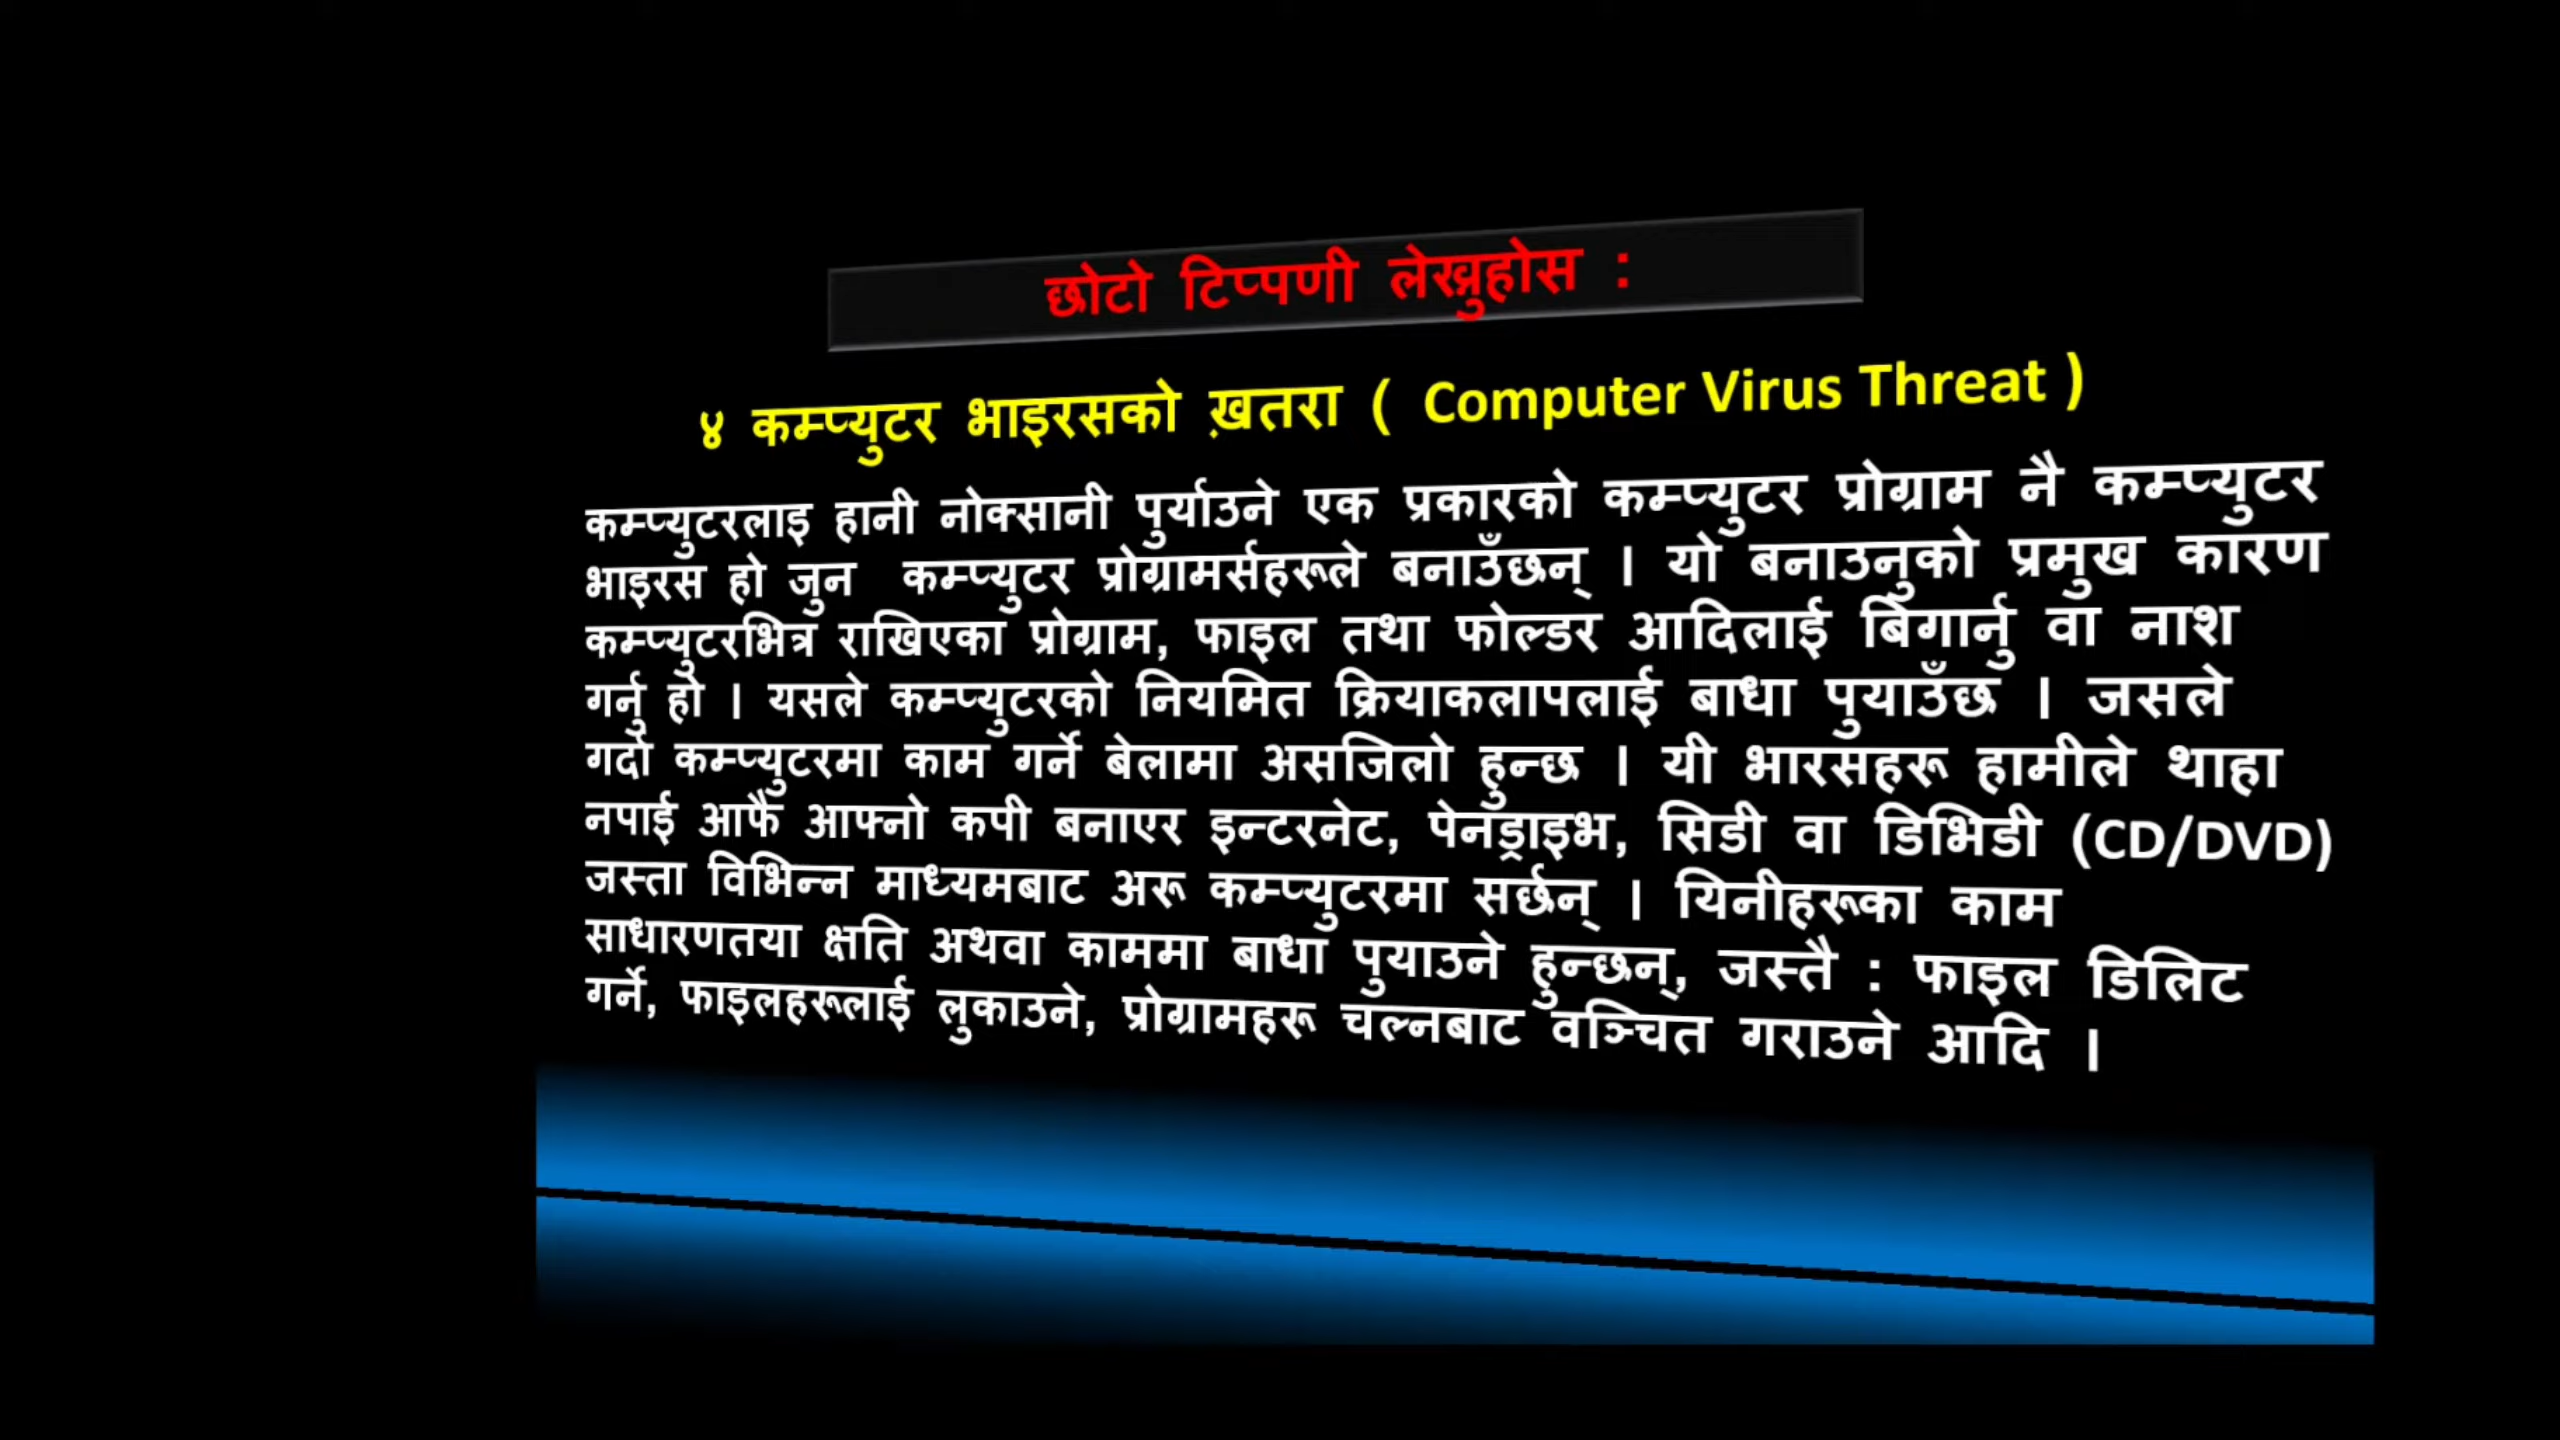 छोटो टिप्पणी लेख्नुहोस :
४ कम्प्युटर भाइरसको ख़तरा ( Computer Virus Threat )
कम्प्युटरलाइ हानी नोक्सानी पुर्याउने एक प्रकारको कम्प्युटर प्रोग्राम नै कम्प्युटर
भाइरस हो जुन कम्प्युटर प्रोग्रामर्सहरूले बनाउँछन् । यो बनाउनुको प्रमुख कारण
कम्प्युटरभित्र राखिएका प्रोग्राम, फाइल तथा फोल्डर आदिलाई बिगार्नु वा नाश
गर्नु हो । यसले कम्प्युटरको नियमित क्रियाकलापलाई बाधा पुयाउँछ । जसले
गर्दा कम्प्युटरमा काम गर्ने बेलामा असजिलो हुन्छ । यी भारसहरू हामीले थाहा
नपाई आफै आफ्नो कपी बनाएर इन्टरनेट, पेनड्राइभ, सिडी वा डिभिडी (CD/DVD)
जस्ता विभिन्न माध्यमबाट अरू कम्प्युटरमा सर्छन् । यिनीहरूका काम
साधारणतया क्षति अथवा काममा बाधा पुयाउने हुन्छन्, जस्तै : फाइल डिलिट
गर्ने, फाइलहरूलाई लुकाउने, प्रोग्रामहरू चल्नबाट वञ्चित गराउने आदि ।